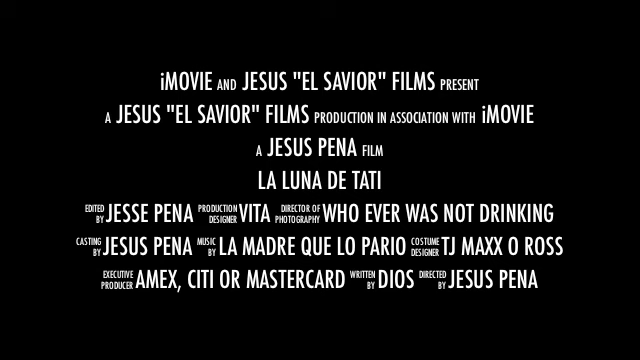 iMOVIE AND JESUS "EL SAVIOR" FILMS PRESENT
A JESUS "EL SAVIOR" FILMS PRODUCTION IN ASSOCIATION WITH iMOVIE
A JESUS PENA FILM
LA LUNA DE TATI
EDITED BY JESSE PENA PRODUCTION DESIGNER VITA DIRECTOR OF PHOTOGRAPHY WHO EVER WAS NOT DRINKING
CASTING BY JESUS PENA MUSIC BY LA MADRE QUE LO PARIO COSTUME DESIGNER TJ MAXX O ROSS
EXECUTIVE PRODUCER AMEX, CITI OR MASTERCARD WRITTEN BY DIOS DIRECTED BY JESUS PENA